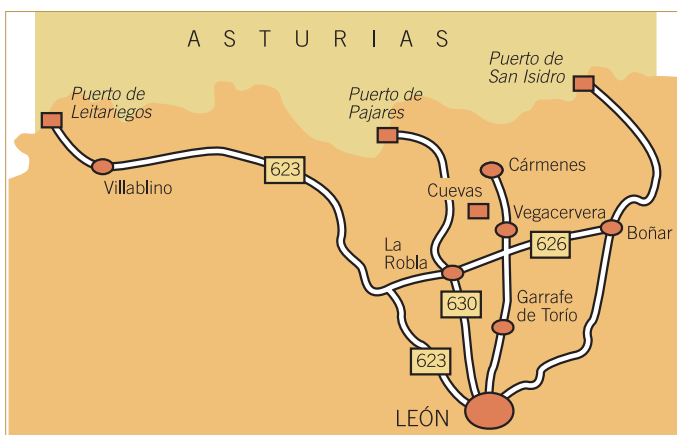 ASTURIAS
Puerto de
San Isidro
Puerto de
Leitariegos
Puerto de
Pajares
Cármenes
623
Villablino
Cuevas
Vegacervera
Boñar
626
La
Robla
630
Garrafe
de Torío
623
LEÓN